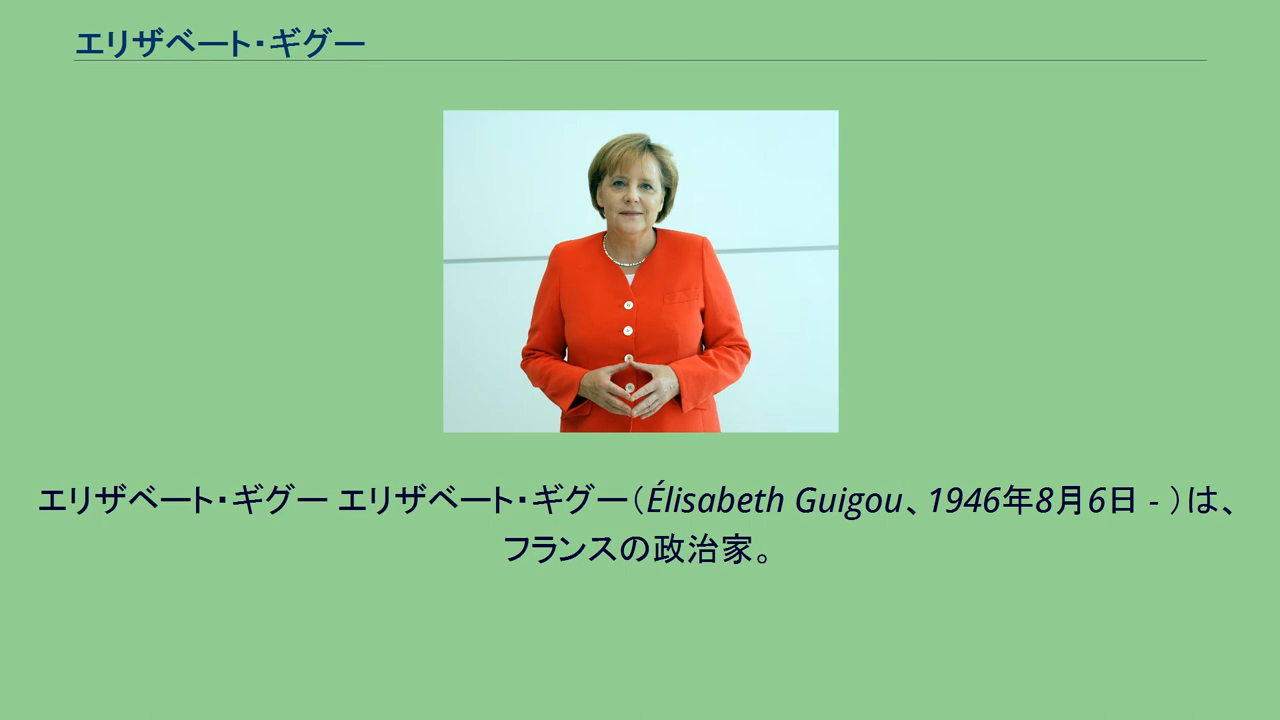 エリザベート・ギグー
エリザベート・ギグー エリザベート・ギグー（Élisabeth Guigou、1946年8月6日 - ）は、
フランスの政治家。